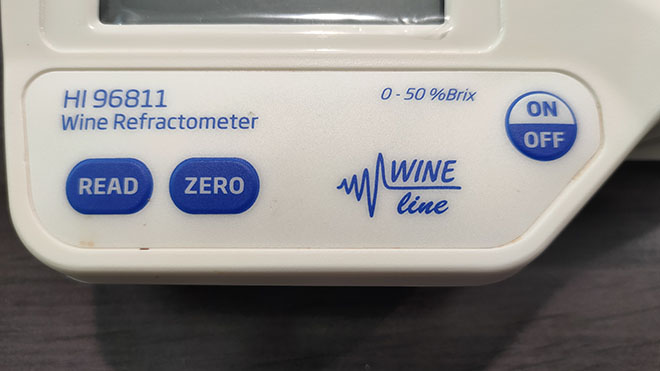 HI 96811
Wine Refractometer
0 - 50 %Brix
ON
OFF
READ
ZERO
WINE
line